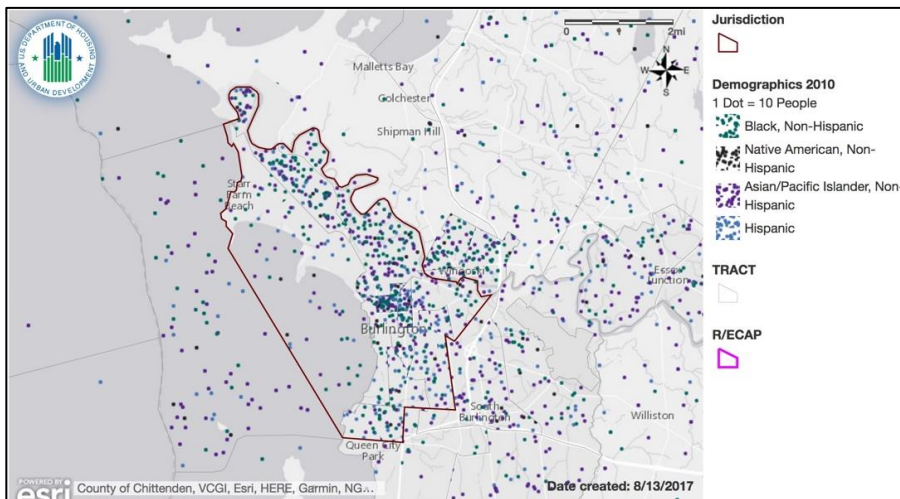 U.S. DEPARTMENT OF HOUSING
AND URBAN DEVELOPMENT
0 1 2mi
N
W E
S
Malletts Bay
Colchester
Shipman Hill
Starr
Farm
Beach
Winooski
Essex
Junction
Burlington
South
Burlington
Williston
Queen City
Park
POWERED BY
esri
County of Chittenden, VCGI, Esri, HERE, Garmin, NG...
Date created: 8/13/2017
Jurisdiction
Demographics 2010
1 Dot = 10 People
Black, Non-Hispanic
Native American, Non-
Hispanic
Asian/Pacific Islander, Non-
Hispanic
Hispanic
TRACT
R/ECAP